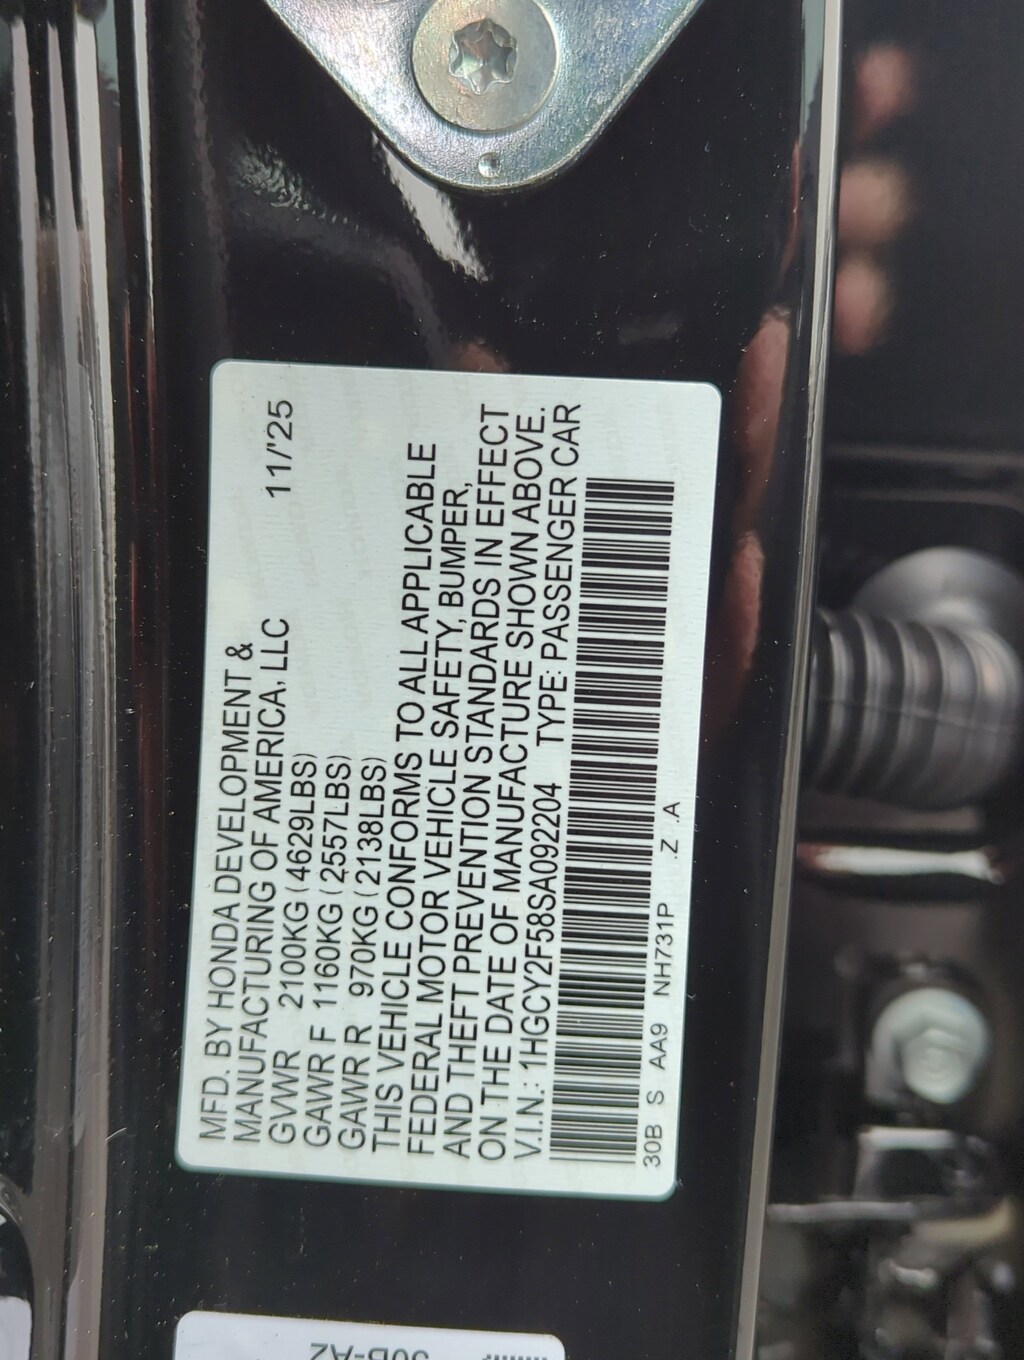 MFD. BY HONDA DEVELOPMENT &
MANUFACTURING OF AMERICA, LLC 11/'25
GVWR 2100KG (4629LBS)
GAWR F 1160KG (2557LBS)
GAWR R 970KG (2138LBS)
THIS VEHICLE CONFORMS TO ALL APPLICABLE
FEDERAL MOTOR VEHICLE SAFETY, BUMPER,
AND THEFT PREVENTION STANDARDS IN EFFECT
ON THE DATE OF MANUFACTURE SHOWN ABOVE.
V.I.N.: 1HGCY2F58SA092204 TYPE: PASSENGER CAR
30B S AA9 NH731P .Z .A